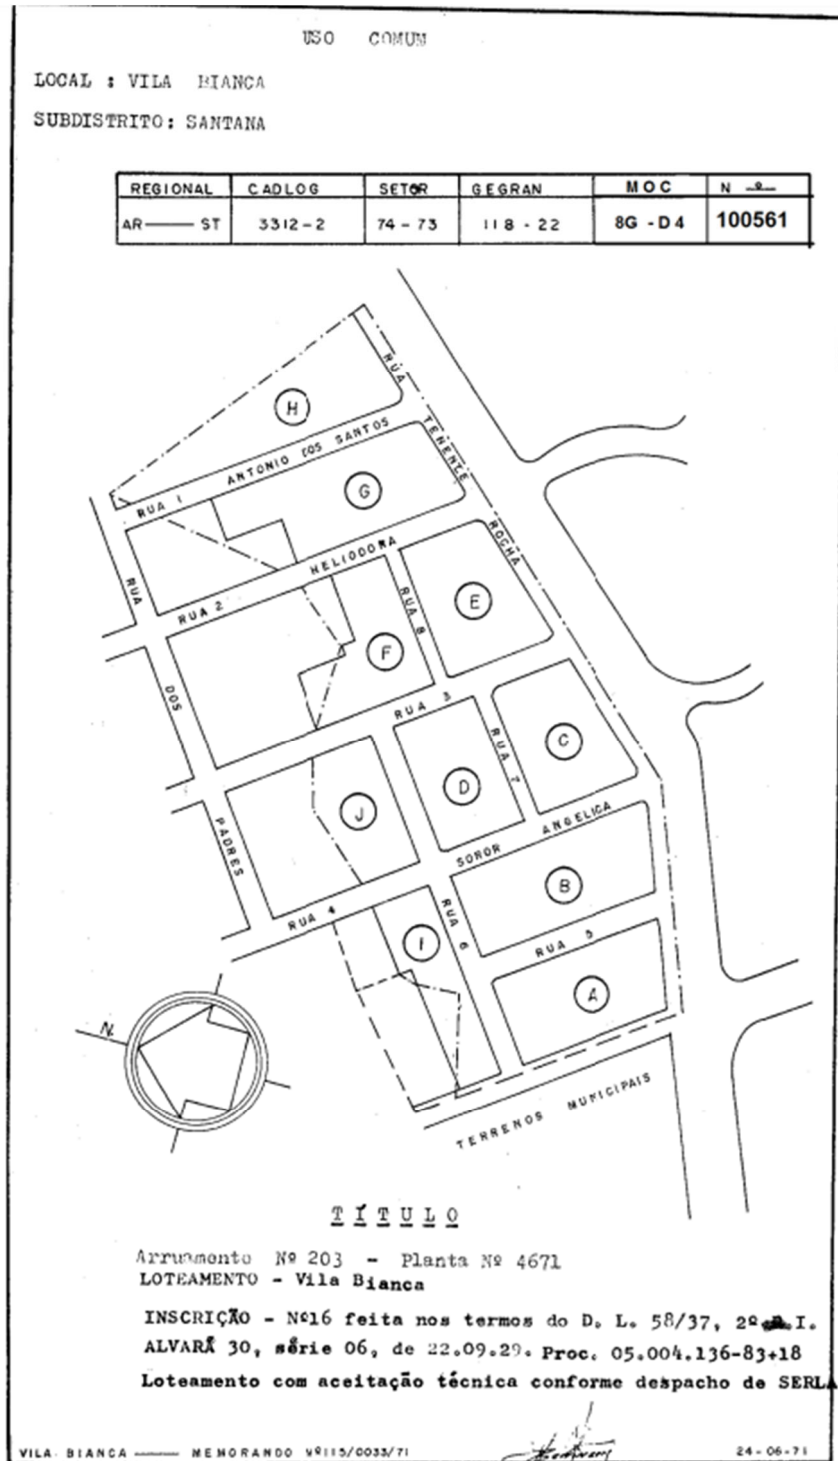 USO COMUM
LOCAL : VILA BIANCA
SUBDISTRITO: SANTANA
REGIONAL CADLOG SETOR GEGRAN MOC N º
AR — ST 3312-2 74-73 118-22 8G-D4 100561
H
RUA TENENTE ROCHA
RUA 1 ANTONIO DOS SANTOS
G
RUA 2 HELIODORA
RUA DOS PADRES
E
RUA 8
F
RUA 3
C
RUA 7
D
J
SOROR ANGELICA
B
RUA 4
RUA 6
RUA 5
I
A
N.
TERRENOS MUNICIPAIS
TÍTULO
Arruamento Nº 203 - Planta Nº 4671
LOTEAMENTO - Vila Bianca
INSCRIÇÃO - Nº16 feita nos termos do D. L. 58/37, 2º R.I.
ALVARÁ 30, série 06, de 22.09.29. Proc. 05.004.136-83+18
Loteamento com aceitação técnica conforme despacho de SERLA
VILA BIANCA — MEMORANDO Nº115/0033/71
24-06-71